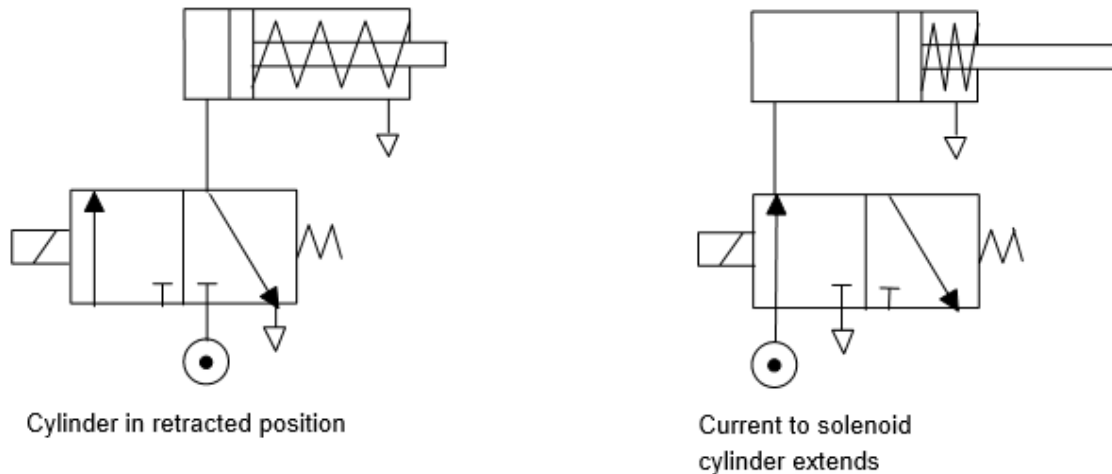 Cylinder in retracted position
Current to solenoid
cylinder extends